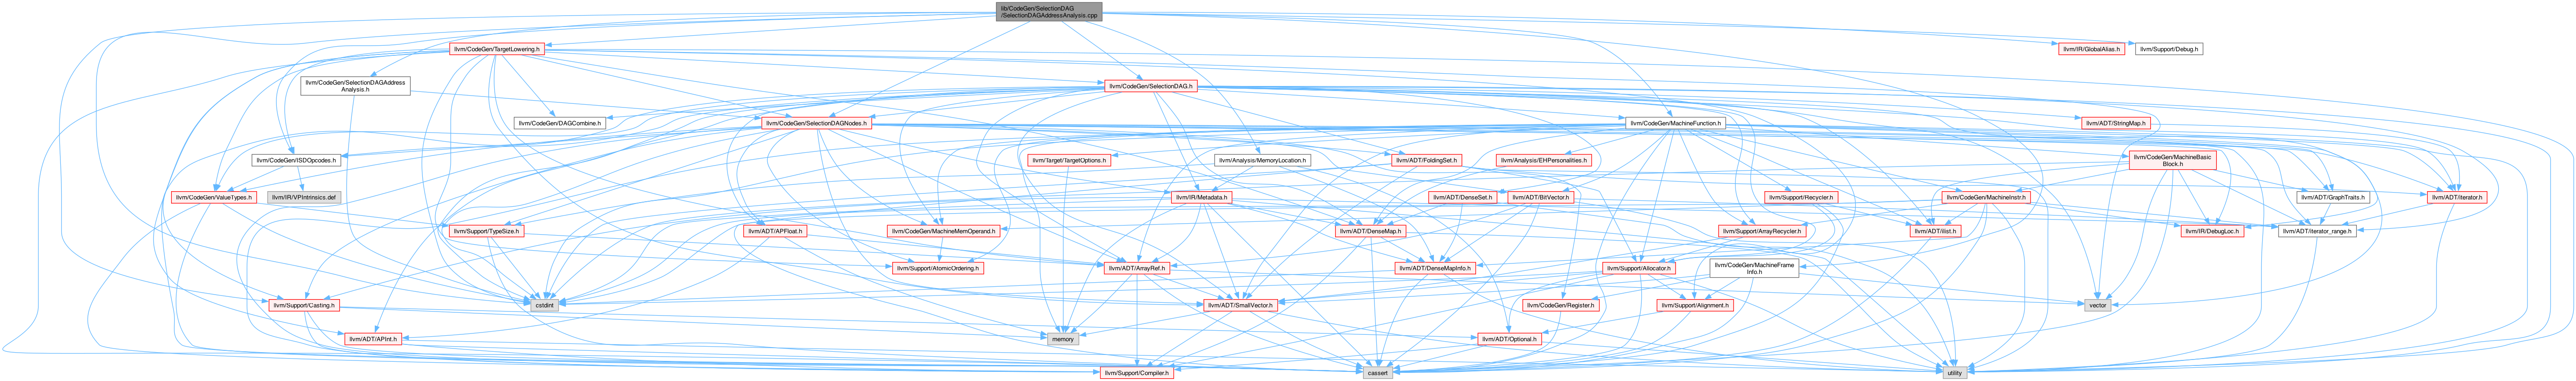 lib/CodeGen/SelectionDAG
/SelectionDAGAddressAnalysis.cpp
llvm/CodeGen/TargetLowering.h
llvm/IR/GlobalAlias.h
llvm/Support/Debug.h
llvm/CodeGen/SelectionDAGAddress
Analysis.h
llvm/CodeGen/SelectionDAG.h
llvm/CodeGen/DAGCombine.h
llvm/CodeGen/SelectionDAGNodes.h
llvm/CodeGen/MachineFunction.h
llvm/ADT/StringMap.h
llvm/CodeGen/ISDOpcodes.h
llvm/Target/TargetOptions.h
llvm/Analysis/MemoryLocation.h
llvm/ADT/FoldingSet.h
llvm/Analysis/EHPersonalities.h
llvm/CodeGen/MachineBasic
Block.h
llvm/CodeGen/ValueTypes.h
llvm/IR/VPIntrinsics.def
llvm/IR/Metadata.h
llvm/ADT/DenseSet.h
llvm/ADT/BitVector.h
llvm/Support/Recycler.h
llvm/CodeGen/MachineInstr.h
llvm/ADT/GraphTraits.h
llvm/ADT/iterator.h
llvm/Support/TypeSize.h
llvm/ADT/APFloat.h
llvm/CodeGen/MachineMemOperand.h
llvm/ADT/DenseMap.h
llvm/Support/ArrayRecycler.h
llvm/ADT/ilist.h
llvm/IR/DebugLoc.h
llvm/ADT/iterator_range.h
llvm/Support/AtomicOrdering.h
llvm/ADT/ArrayRef.h
llvm/ADT/DenseMapInfo.h
llvm/Support/Allocator.h
llvm/CodeGen/MachineFrame
Info.h
llvm/Support/Casting.h
cstdint
llvm/ADT/SmallVector.h
llvm/CodeGen/Register.h
llvm/Support/Alignment.h
vector
llvm/ADT/APInt.h
memory
llvm/ADT/Optional.h
llvm/Support/Compiler.h
cassert
utility